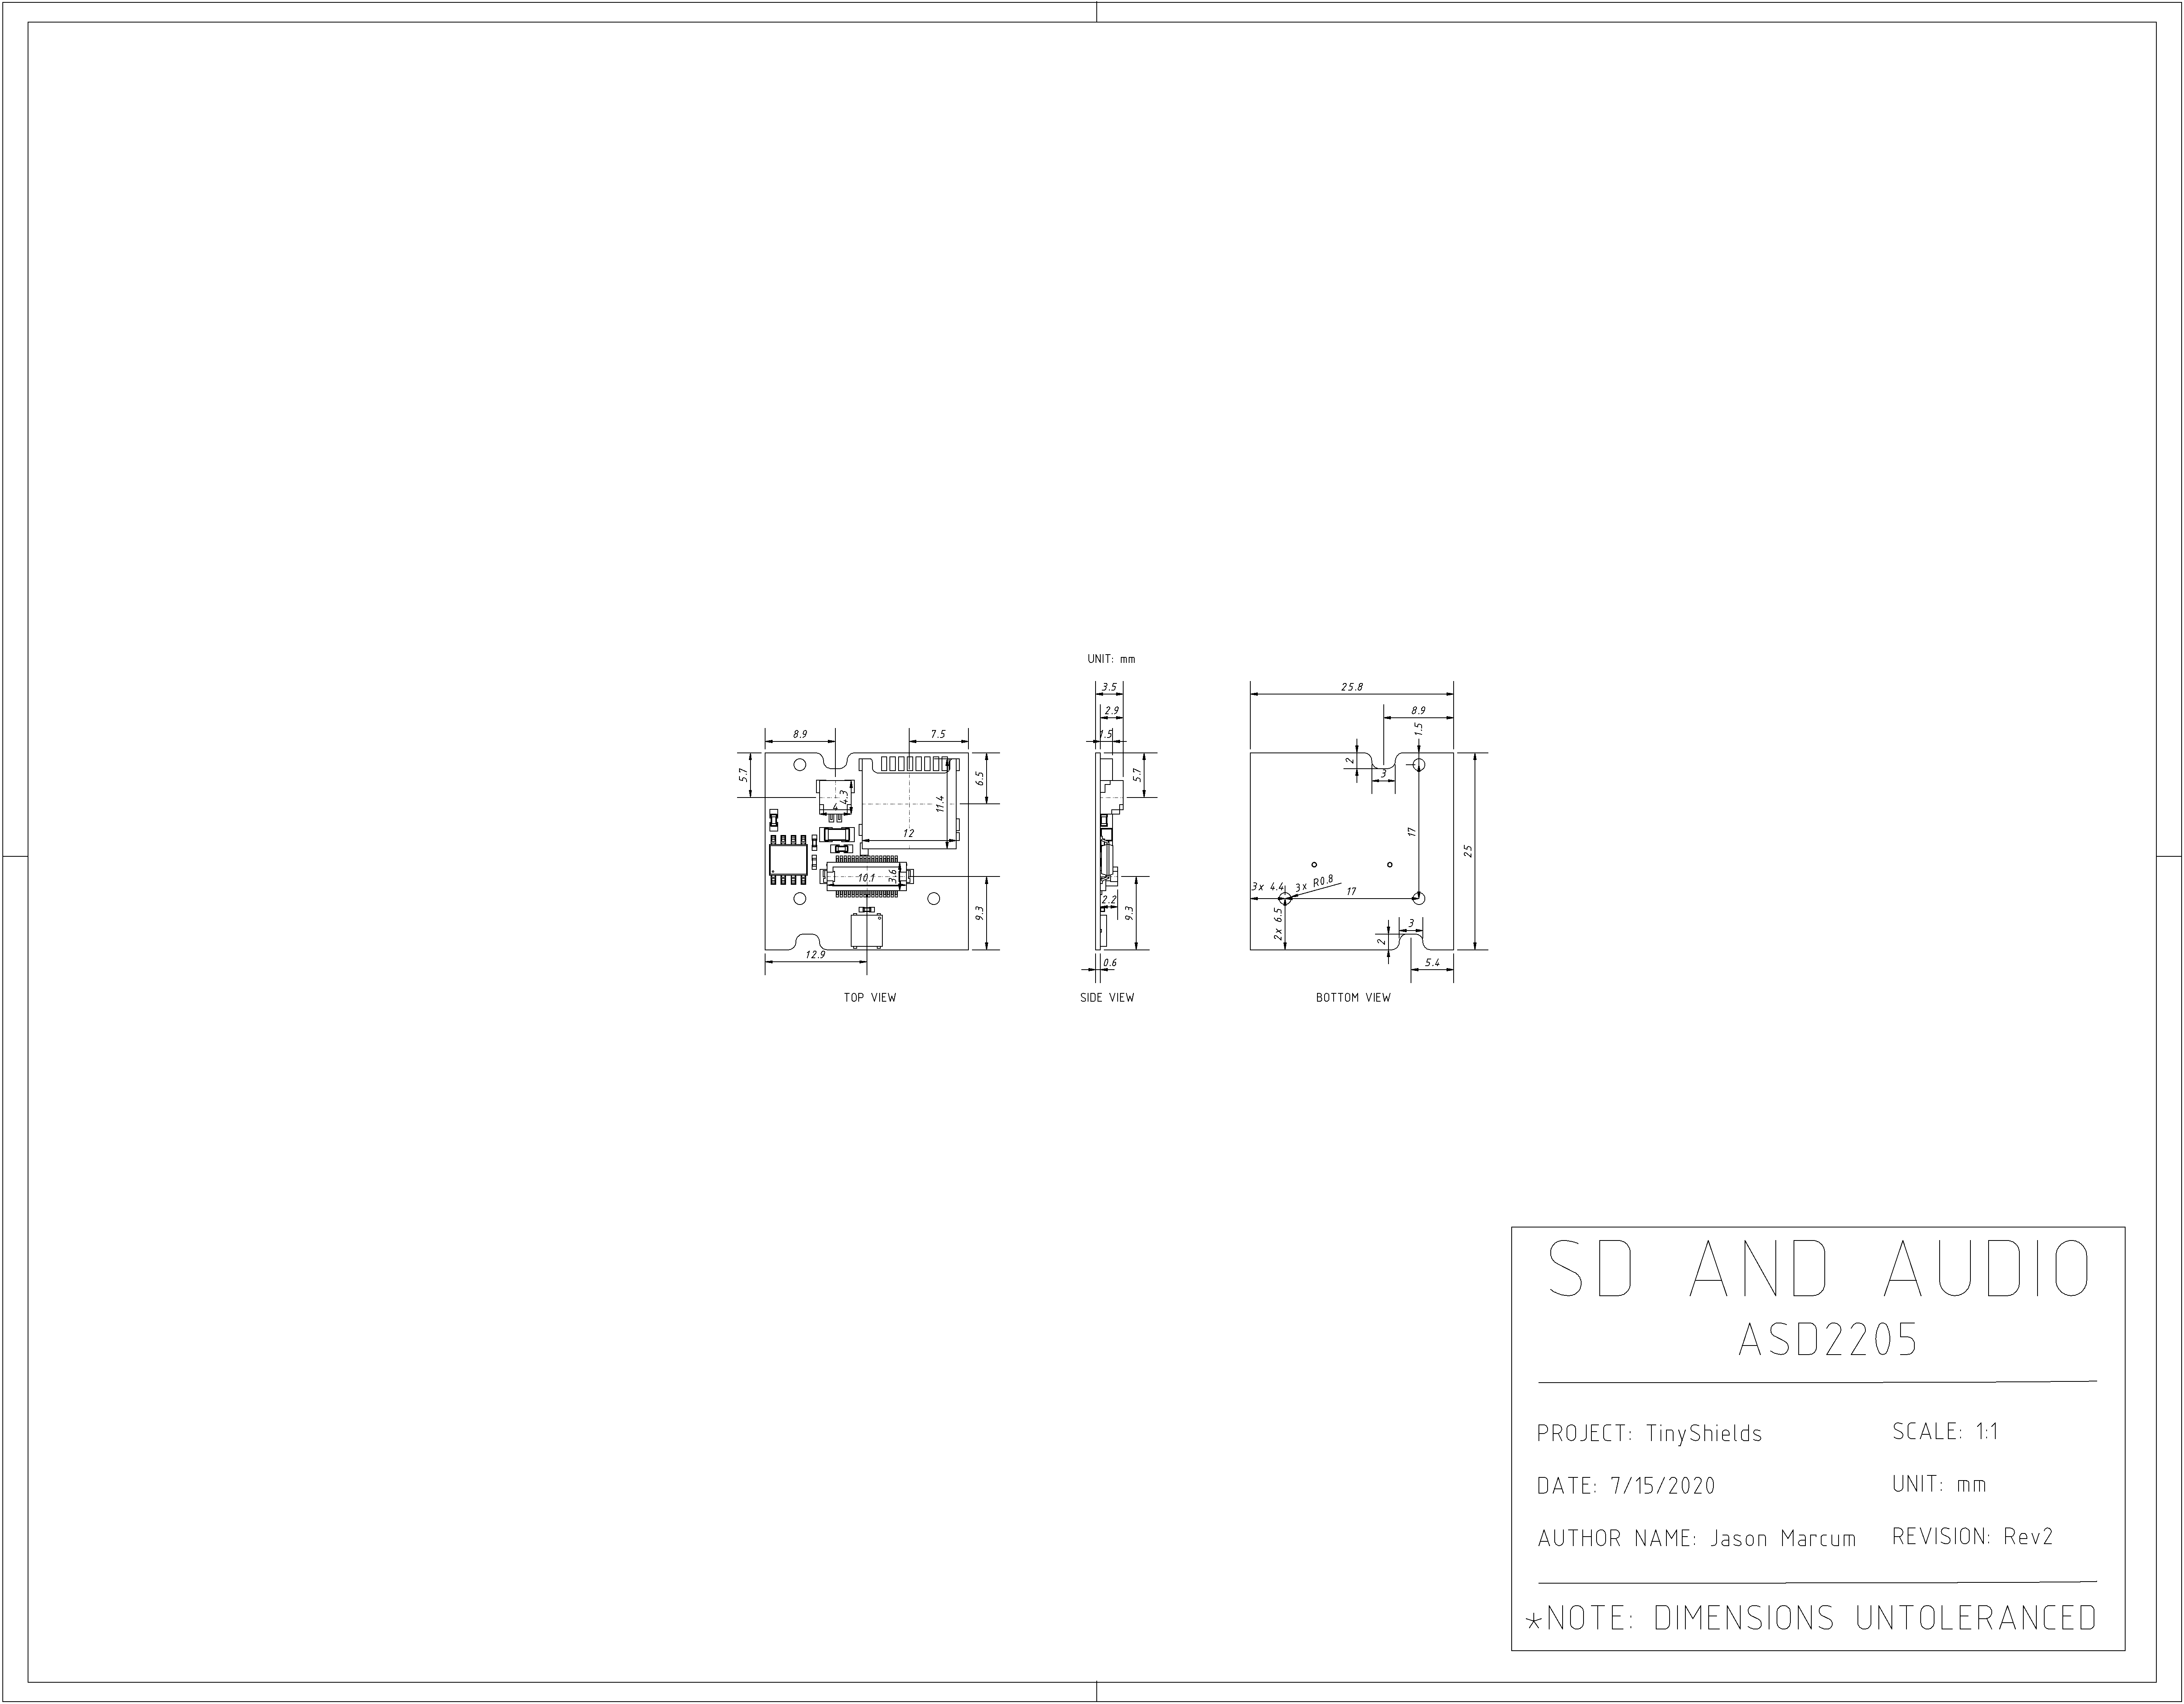 UNIT: mm
8.9
7.5
5.7
6.5
4.3
4
11.4
12
10.1
3.6
9.3
12.9
TOP VIEW
3.5
2.9
1.5
5.7
2.2
9.3
0.6
SIDE VIEW
25.8
8.9
1.5
2
3
17
25
3x 4.4
3x R0.8
17
2x 6.5
3
2
5.4
BOTTOM VIEW
SD AND AUDIO
ASD2205
PROJECT: TinyShields
SCALE: 1:1
DATE: 7/15/2020
UNIT: mm
AUTHOR NAME: Jason Marcum
REVISION: Rev2
*NOTE: DIMENSIONS UNTOLERANCED